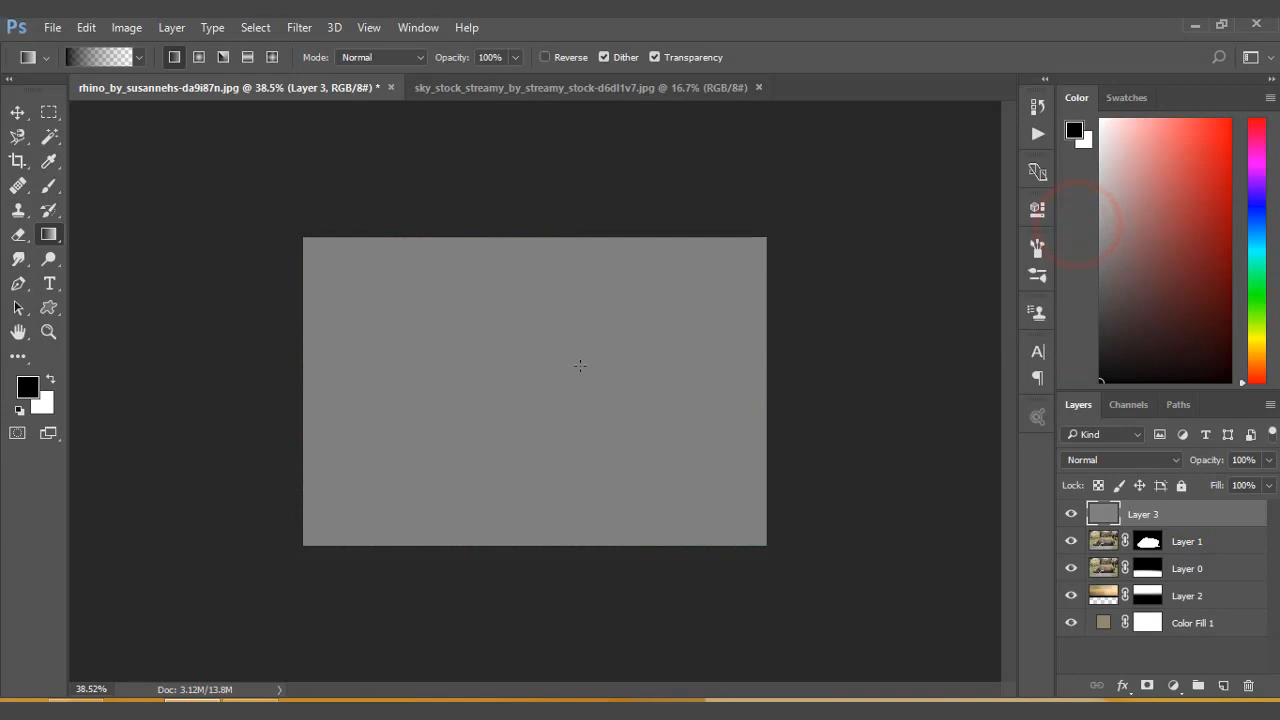 Ps File Edit Image Layer Type Select Filter 3D View Window Help
Mode: Normal Opacity: 100% Reverse Dither Transparency
rhino_by_susannehs-da9i87n.jpg @ 38.5% (Layer 3, RGB/8#) * × sky_stock_streamy_by_streamy_stock-d6dl1v7.jpg @ 16.7% (RGB/8#) ×
Color Swatches
Layers Channels Paths
Kind
Normal Opacity: 100%
Lock: Fill: 100%
Layer 3
Layer 1
Layer 0
Layer 2
Color Fill 1
fx
38.52% Doc: 3.12M/13.8M